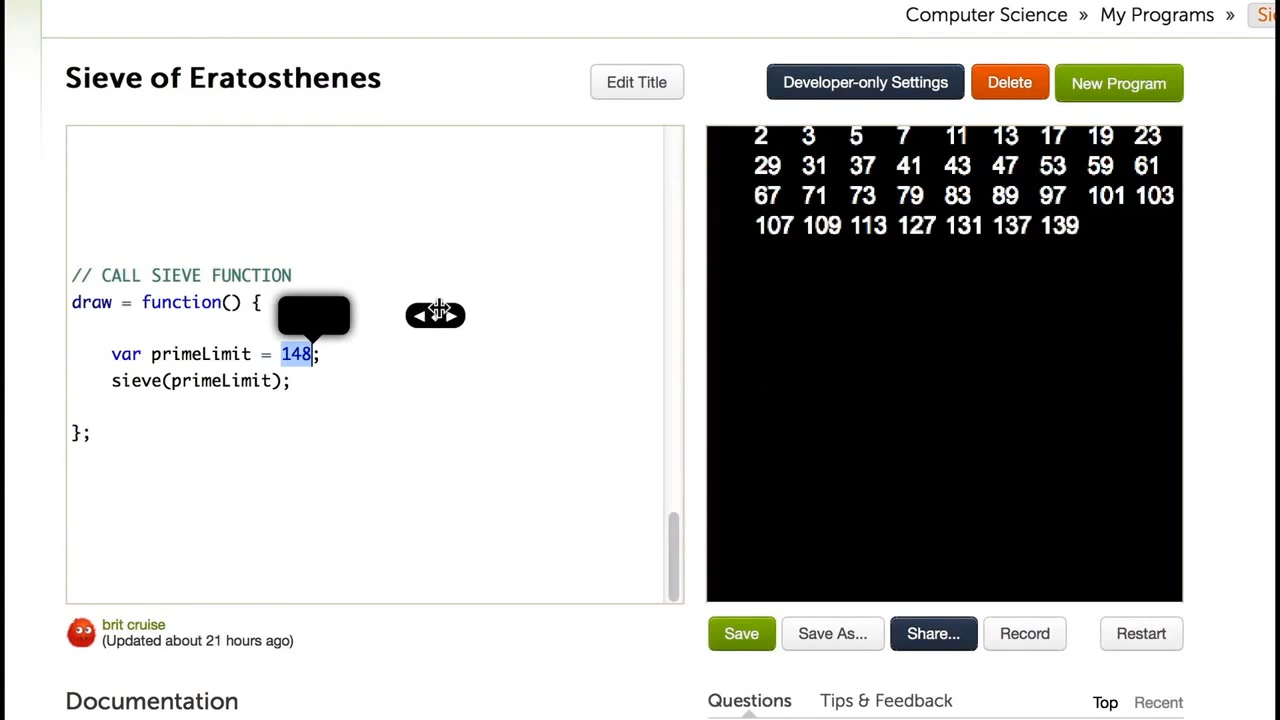 Computer Science » My Programs »
Sieve of Eratosthenes
Edit Title
Developer-only Settings
Delete
New Program
// CALL SIEVE FUNCTION
draw = function() {
var primeLimit = 148;
sieve(primeLimit);
};
2 3 5 7 11 13 17 19 23
29 31 37 41 43 47 53 59 61
67 71 73 79 83 89 97 101 103
107 109 113 127 131 137 139
brit cruise
(Updated about 21 hours ago)
Save
Save As...
Share...
Record
Restart
Documentation
Questions
Tips & Feedback
Top
Recent